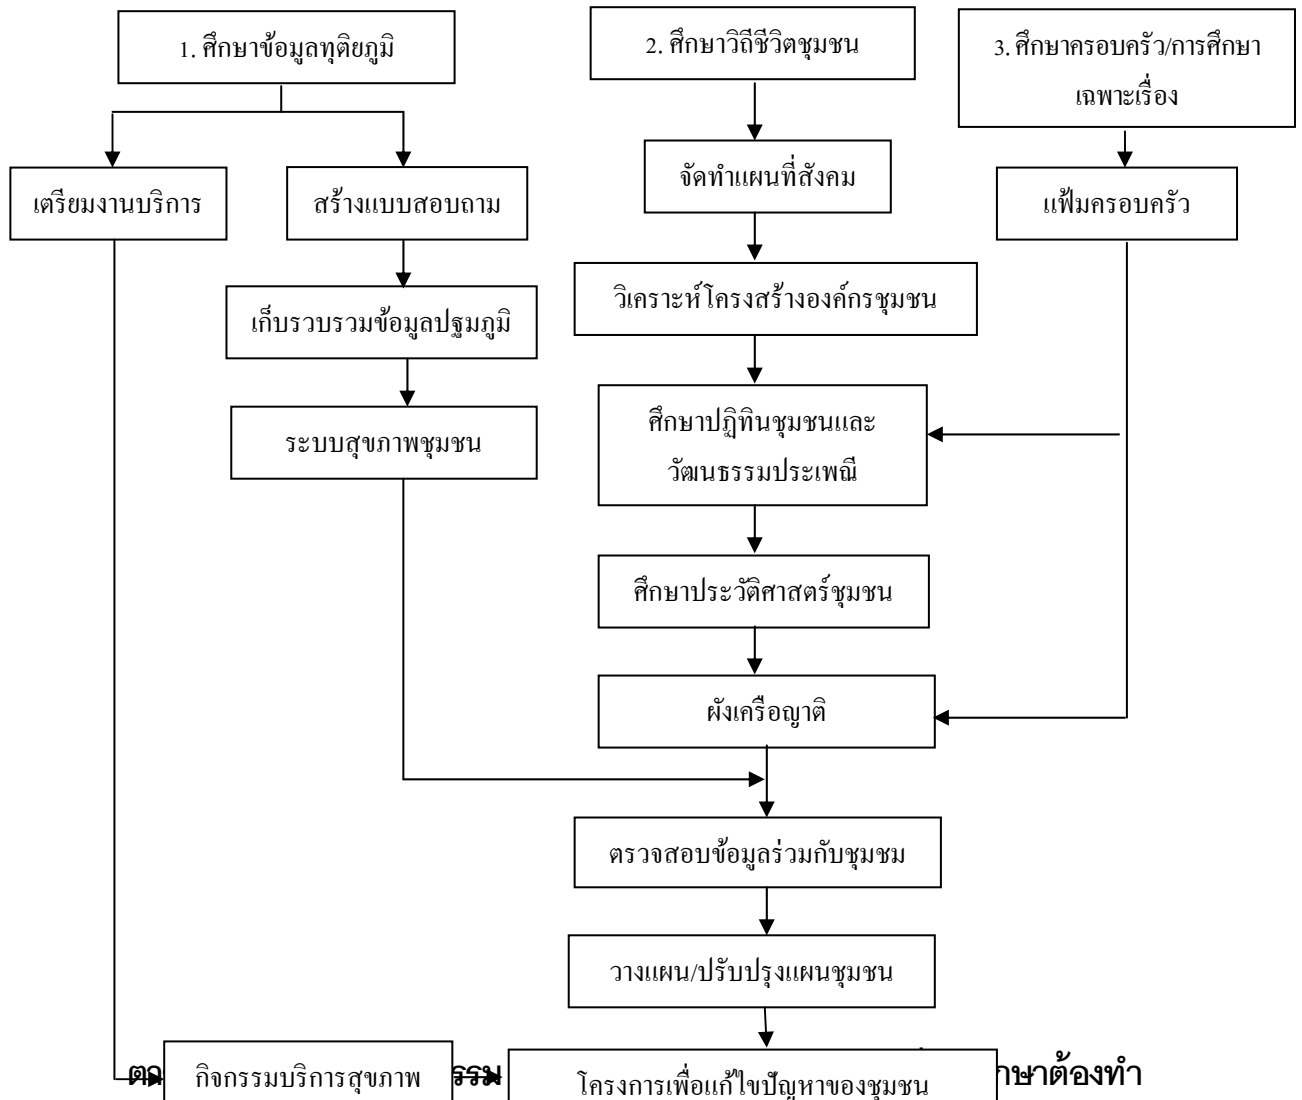 1. ศึกษาข้อมูลทุติยภูมิ
2. ศึกษาวิถีชีวิตชุมชน
3. ศึกษาครอบครัว/การศึกษา
เฉพาะเรื่อง
เตรียมงานบริการ
สร้างแบบสอบถาม
จัดทำแผนที่สังคม
แฟ้มครอบครัว
เก็บรวบรวมข้อมูลปฐมภูมิ
วิเคราะห์โครงสร้างองค์กรชุมชน
ระบบสุขภาพชุมชน
ศึกษาปฏิทินชุมชนและ
วัฒนธรรมประเพณี
ศึกษาประวัติศาสตร์ชุมชน
ผังเครือญาติ
ตรวจสอบข้อมูลร่วมกับชุมชม
วางแผน/ปรับปรุงแผนชุมชน
กิจกรรมบริการสุขภาพ
โครงการเพื่อแก้ไขปัญหาของชุมชน
กษาต้องทำ